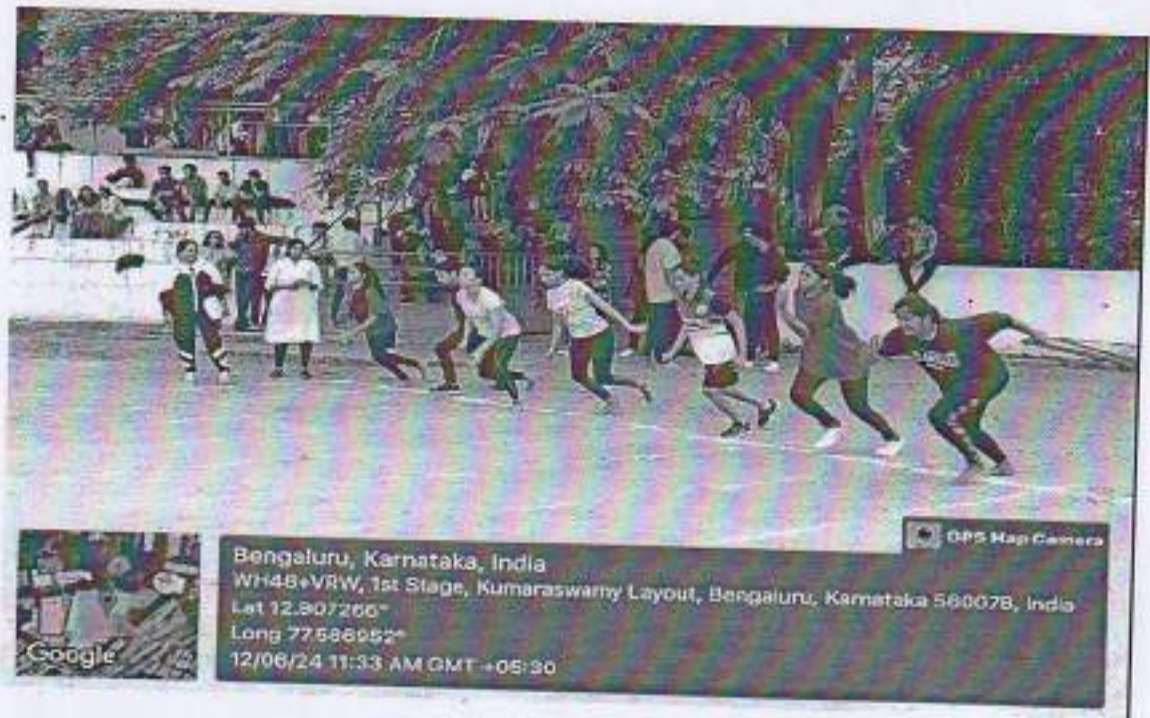 GPS Map Camera
Bengaluru, Karnataka, India
WH48+VRW, 1st Stage, Kumaraswamy Layout, Bengaluru, Karnataka 560078, India
Lat 12.907266°
Long 77.586952°
12/06/24 11:33 AM GMT +05:30
Google